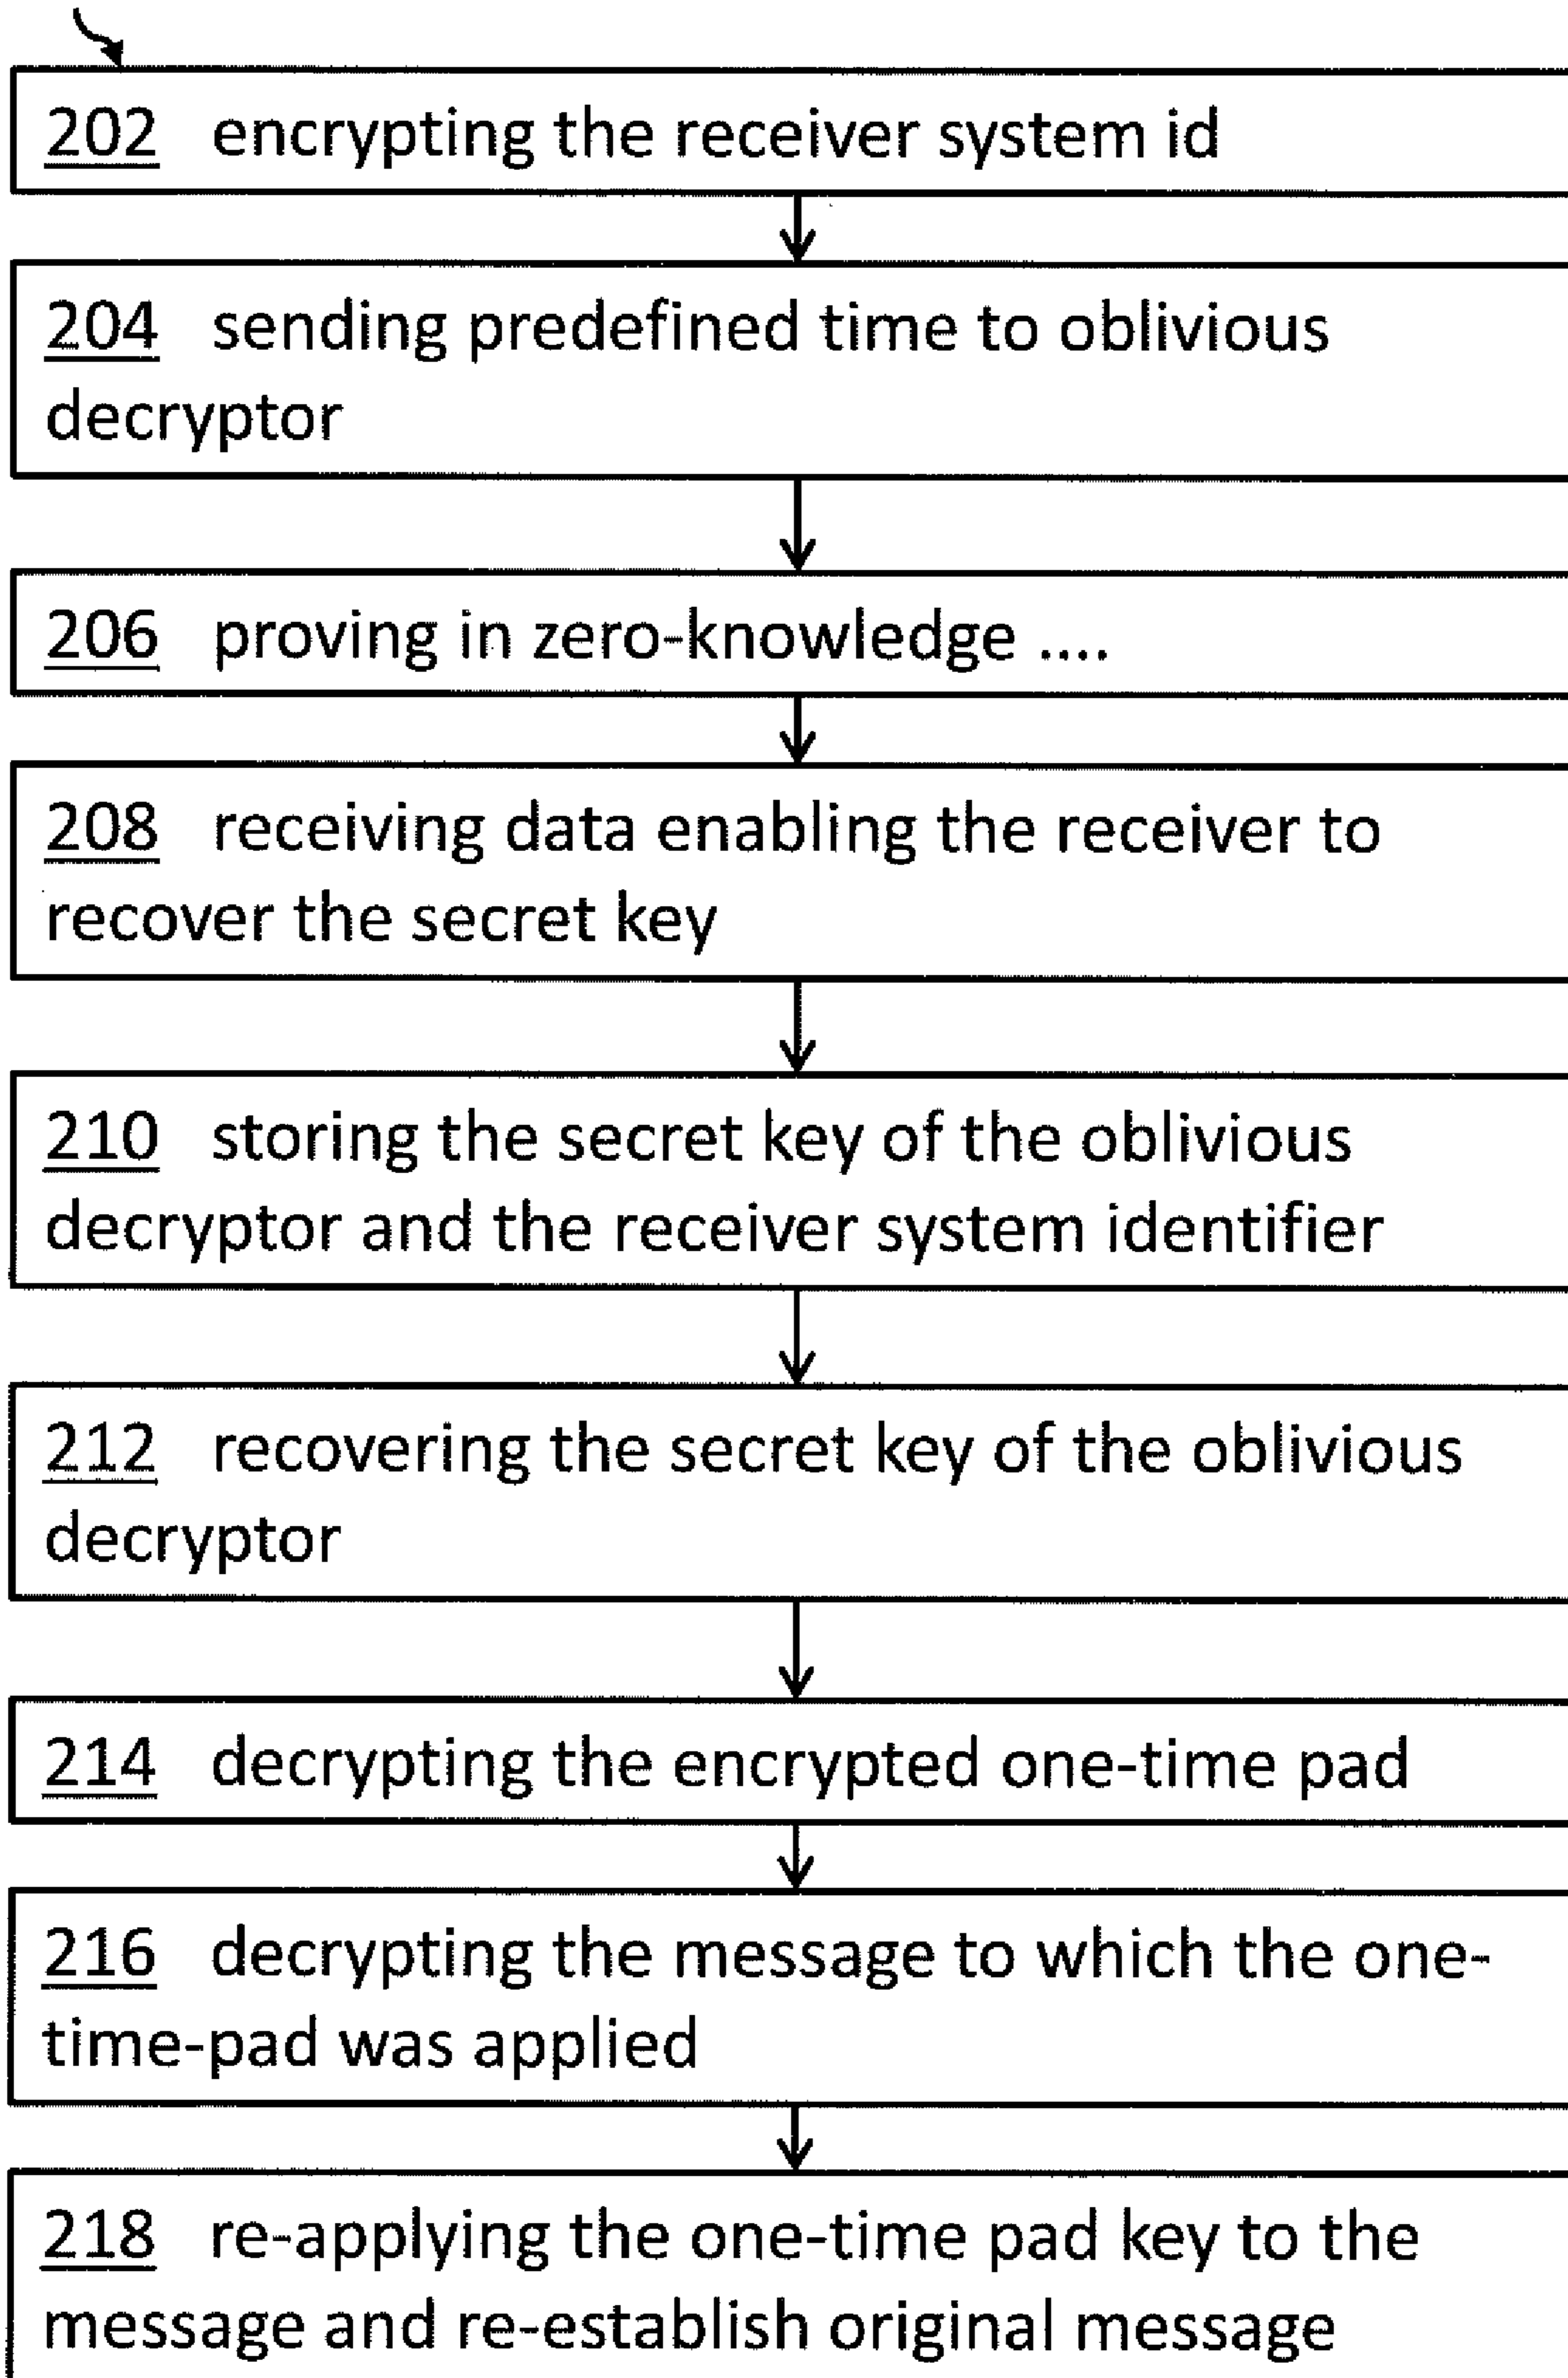 202 encrypting the receiver system id
204 sending predefined time to oblivious
decryptor
206 proving in zero-knowledge ....
208 receiving data enabling the receiver to
recover the secret key
210 storing the secret key of the oblivious
decryptor and the receiver system identifier
212 recovering the secret key of the oblivious
decryptor
214 decrypting the encrypted one-time pad
216 decrypting the message to which the one-
time-pad was applied
218 re-applying the one-time pad key to the
message and re-establish original message